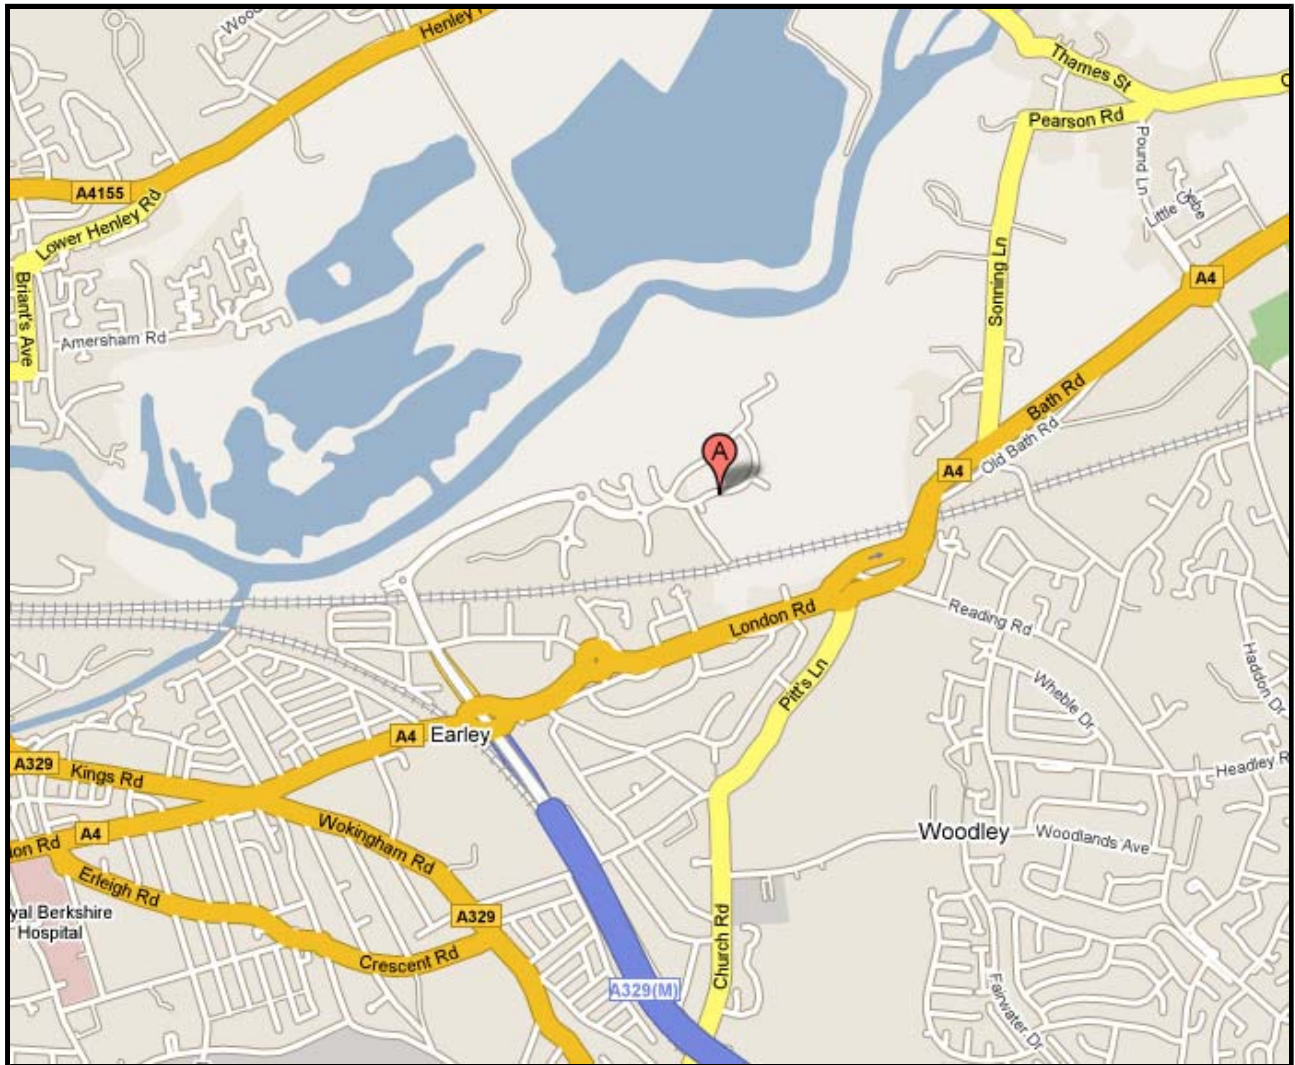 Henley
Thames St
Pearson Rd
A4155
Lower Henley Rd
Pound Ln
Little
Glebe
Briant's Ave
Sonning Ln
A4
Amersham Rd
Bath Rd
Old Bath Rd
A
A4
London Rd
Reading Rd
Pitt's Ln
Wheble Dr
Haddon Dr
A4
Earley
A329
Kings Rd
Headley R
Wokingham Rd
A4
ion Rd
Woodley
Woodlands Ave
Erleigh Rd
yal Berkshire
Hospital
A329
Crescent Rd
Church Rd
A329(M)
Fairwater Dr